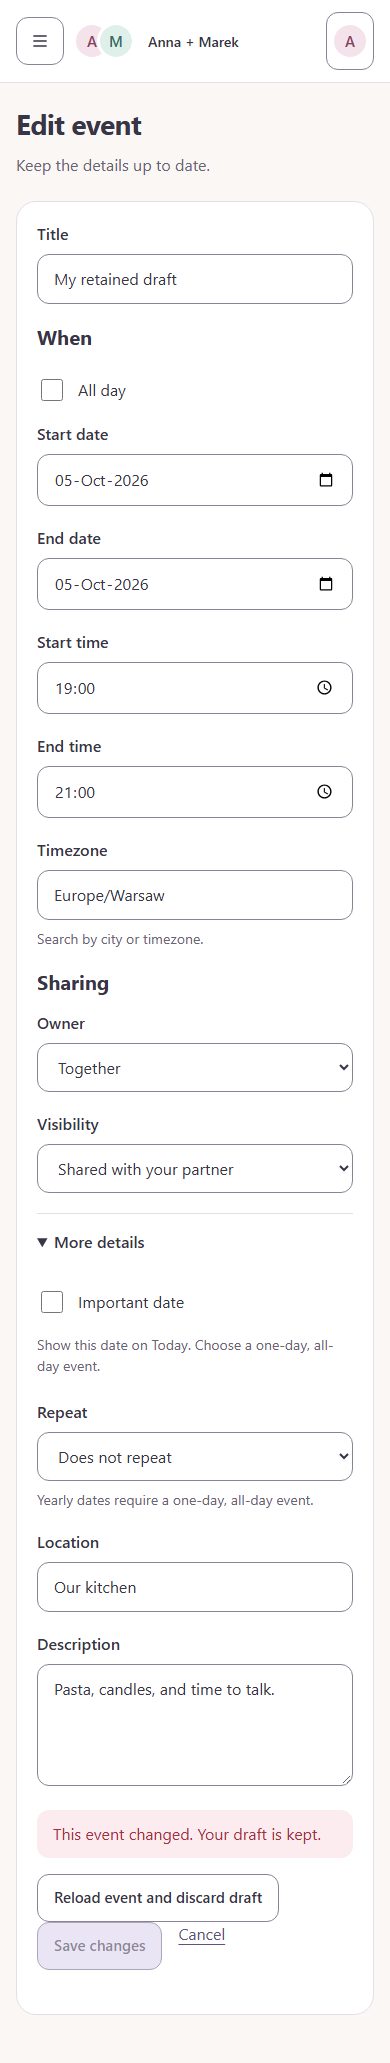 ☰ A M Anna + Marek A
Edit event
Keep the details up to date.
Title
My retained draft
When
All day
Start date
05-Oct-2026
End date
05-Oct-2026
Start time
19:00
End time
21:00
Timezone
Europe/Warsaw
Search by city or timezone.
Sharing
Owner
Together
Visibility
Shared with your partner
▼ More details
Important date
Show this date on Today. Choose a one-day, all-
day event.
Repeat
Does not repeat
Yearly dates require a one-day, all-day event.
Location
Our kitchen
Description
Pasta, candles, and time to talk.
This event changed. Your draft is kept.
Reload event and discard draft
Save changes Cancel